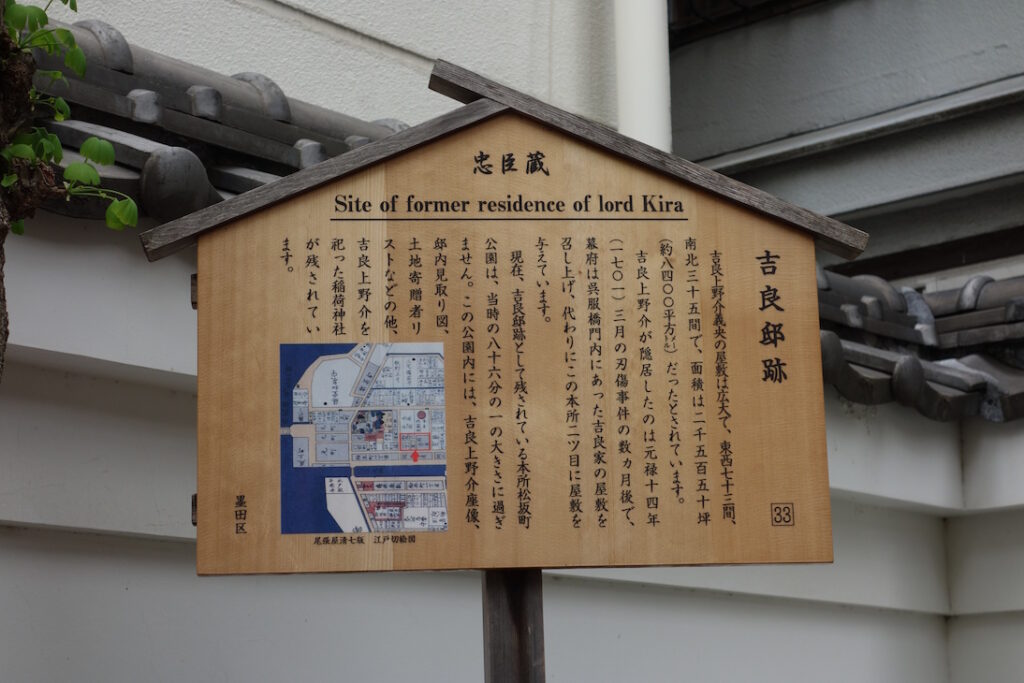 忠臣蔵
Site of former residence of lord Kira
吉良邸跡
33
吉良上野介義央の屋敷は広大で、東西七十三間、
南北三十五間で、面積は二千五百五十坪
(約八四〇〇平方㍍)だったとされています。
吉良上野介が隠居したのは元禄十四年
(一七〇一)三月の刃傷事件の数ヵ月後で、
幕府は呉服橋門内にあった吉良家の屋敷を
召し上げ、代わりにこの本所二ツ目に屋敷を
与えています。
現在、吉良邸跡として残されている本所松坂町
公園は、当時の八十六分の一の大きさに過ぎ
ません。この公園内には、吉良上野介座像、
邸内見取り図、
土地寄贈者リ
ストなどの他、
吉良上野介を
祀った稲荷神社
が残されてい
ます。
尾張屋清七版 江戸切絵図
墨田区